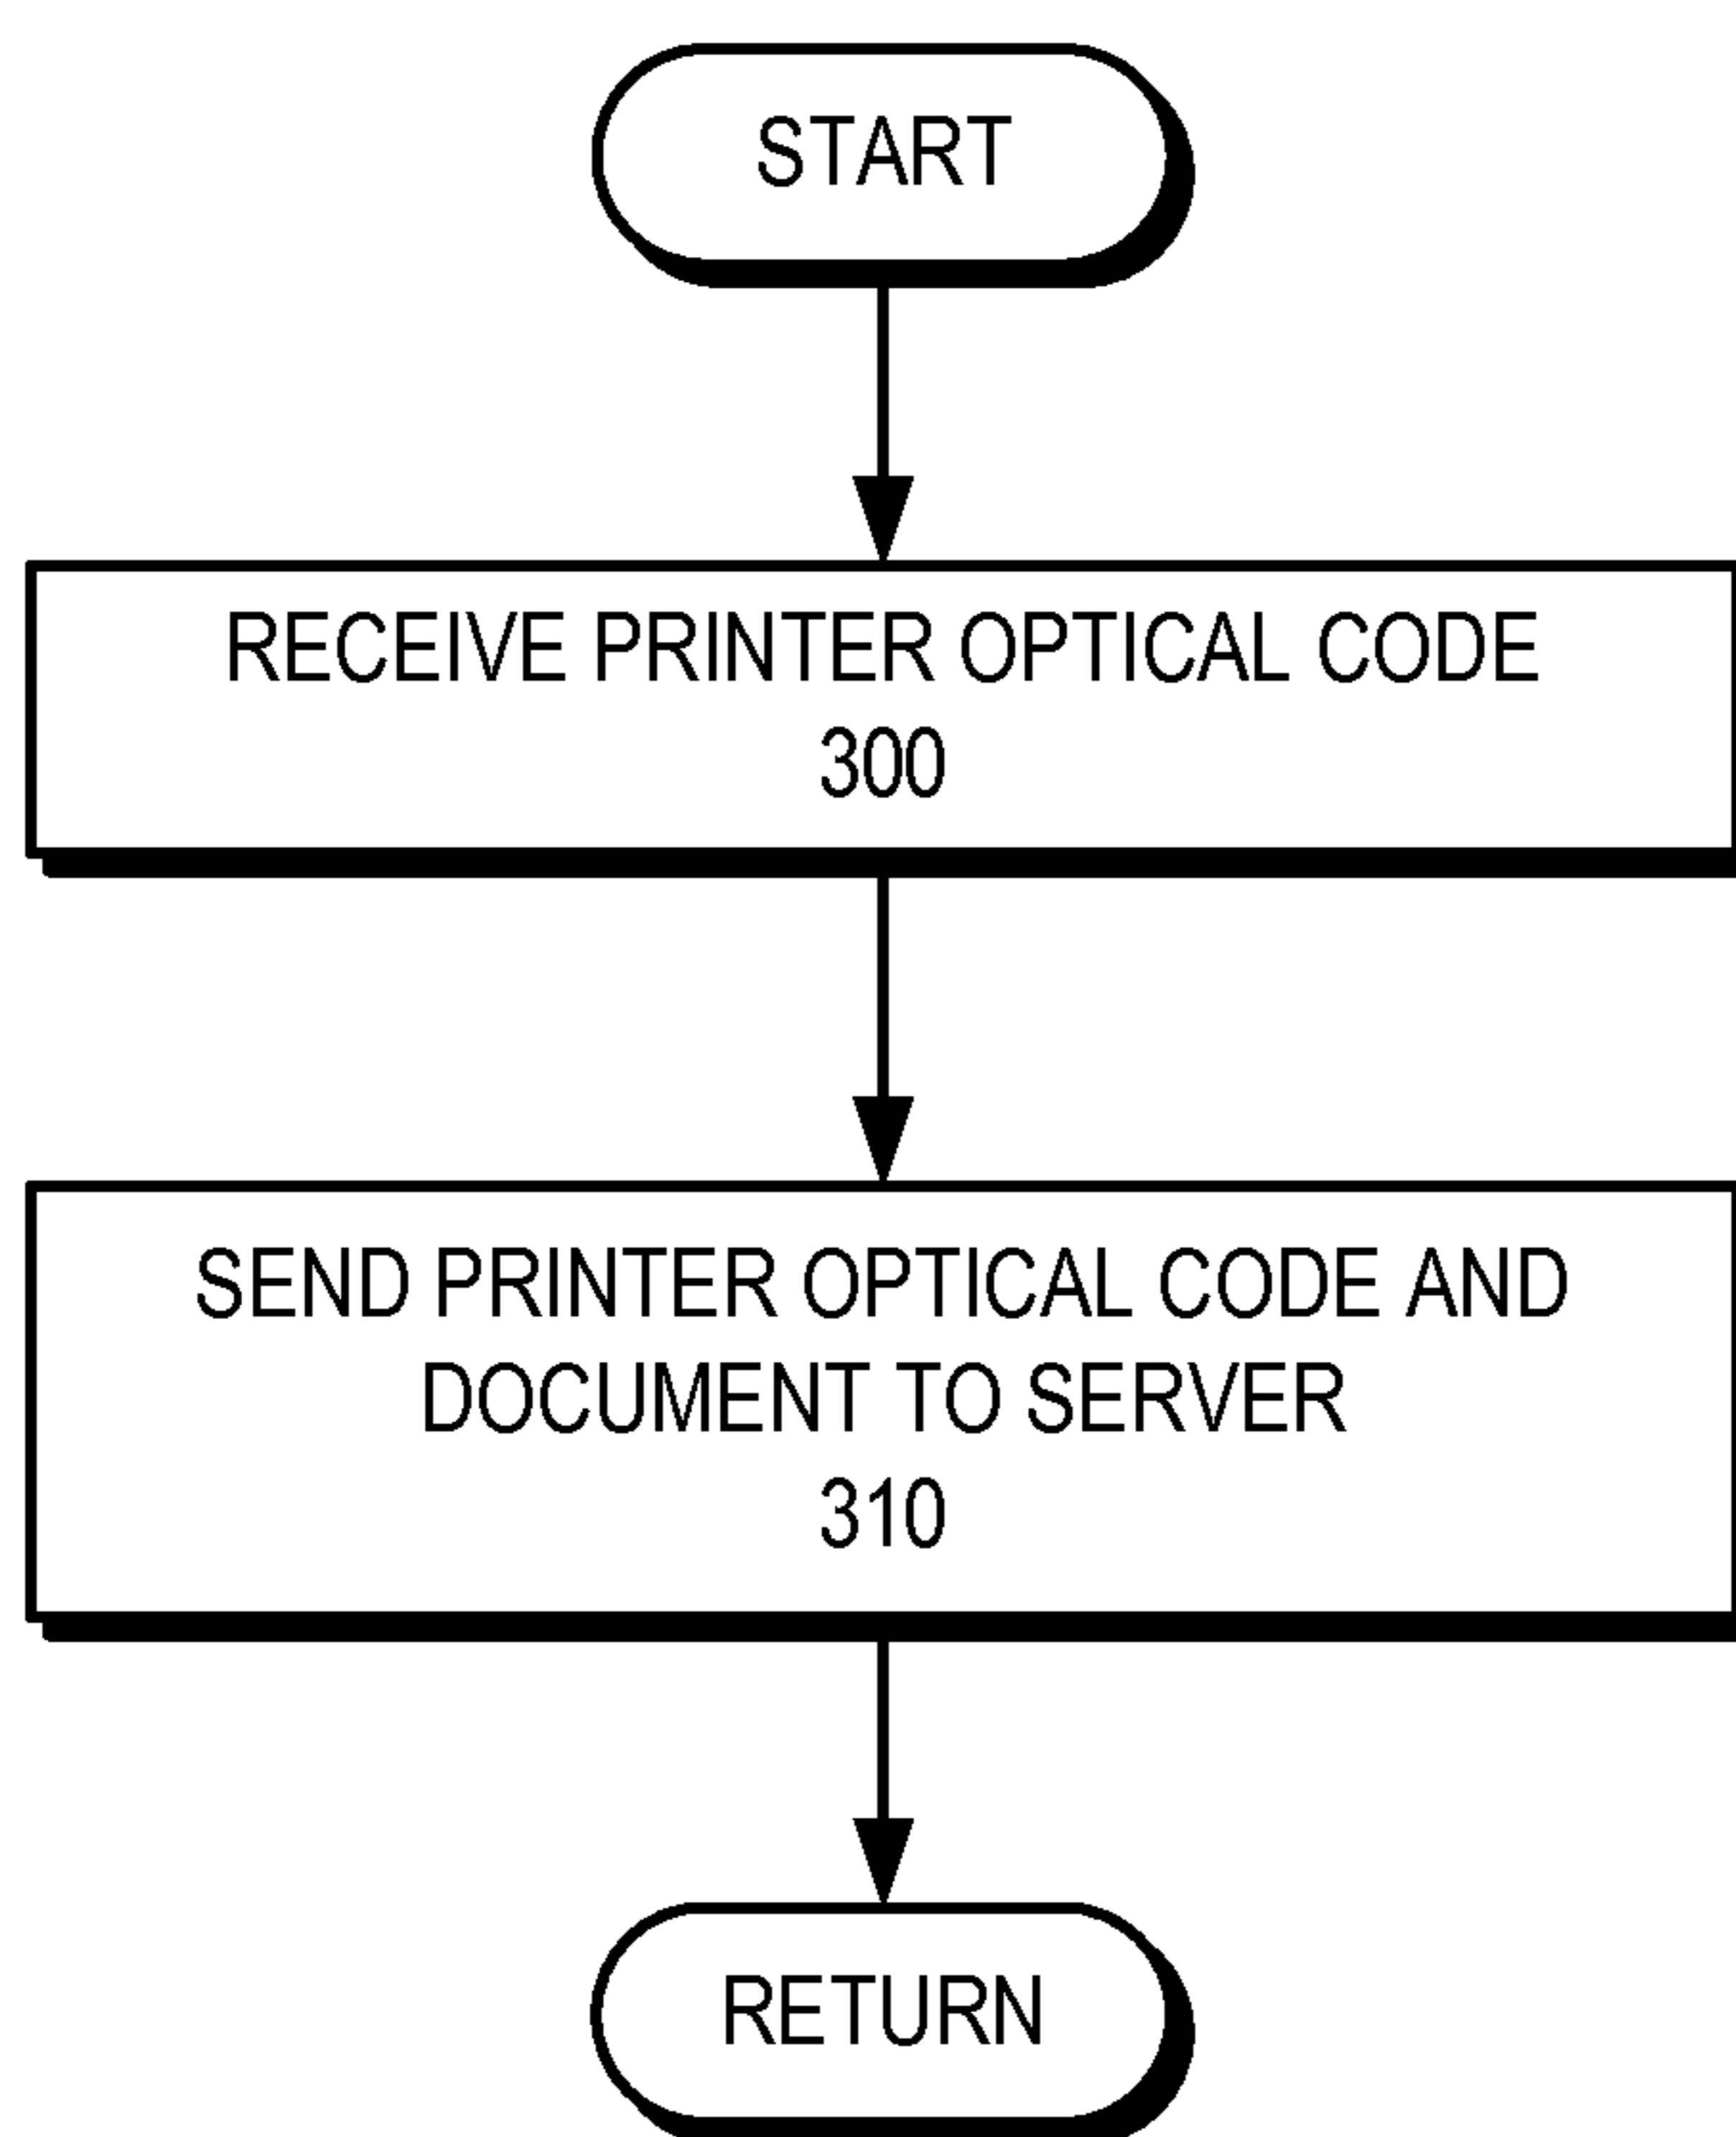 START
RECEIVE PRINTER OPTICAL CODE
300
SEND PRINTER OPTICAL CODE AND
DOCUMENT TO SERVER
310
RETURN